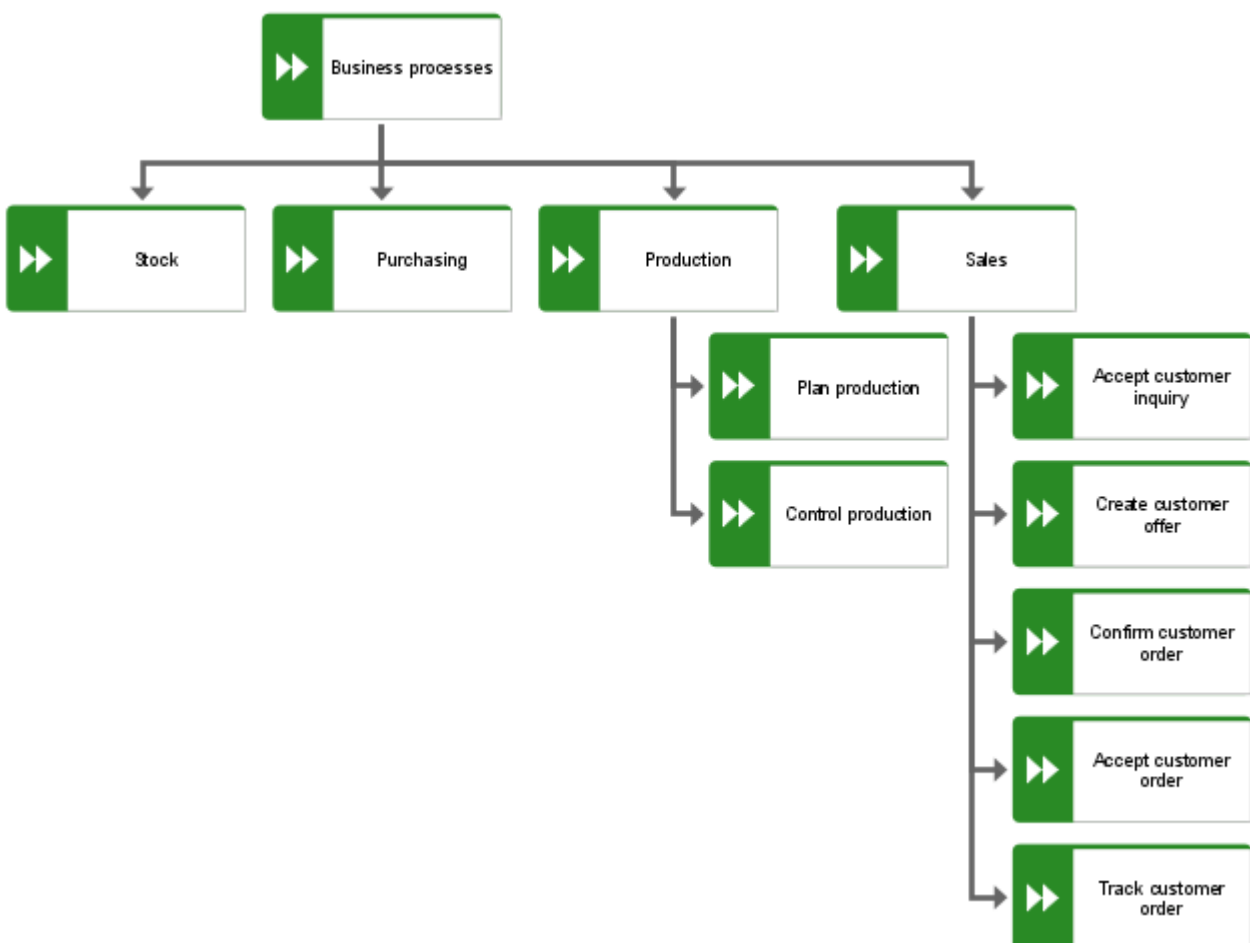 Business processes
Stock
Purchasing
Production
Sales
Plan production
Control production
Accept customer
inquiry
Create customer
offer
Confirm customer
order
Accept customer
order
Track customer
order